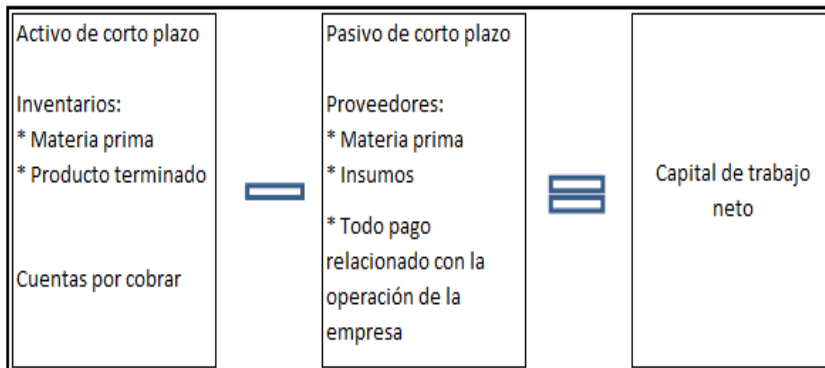 Activo de corto plazo
Inventarios:
* Materia prima
* Producto terminado
Cuentas por cobrar
Pasivo de corto plazo
Proveedores:
* Materia prima
* Insumos
* Todo pago
relacionado con la
operación de la
empresa
Capital de trabajo
neto